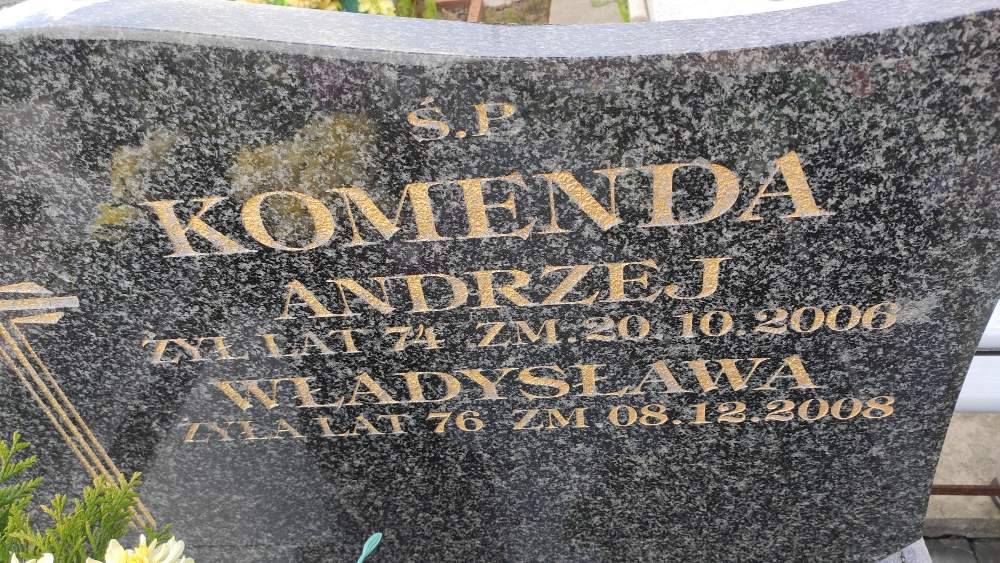 Ś.P
KOMENDA
ANDRZEJ
ŻYŁ LAT 74 ZM.20.10.2006
WŁADYSŁAWA
ŻYŁA LAT 76 ZM 08.12.2008